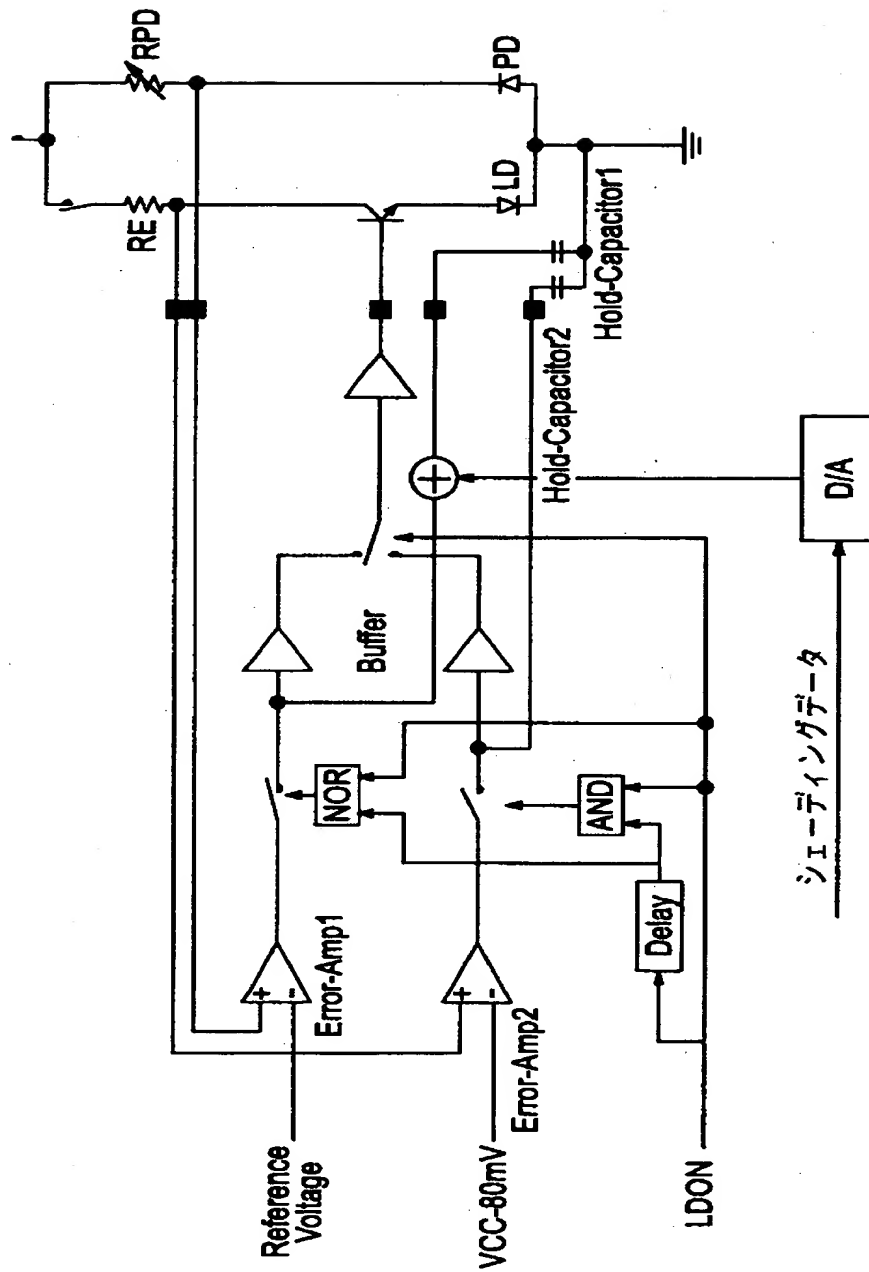 RPD
RE
PD
LD
Hold-Capacitor1
Hold-Capacitor2
+
D/A
Buffer
NOR
AND
シェーディングデータ
Delay
+
-
Error-Amp1
+
-
Error-Amp2
Reference
Voltage
VCC-80mV
LDON